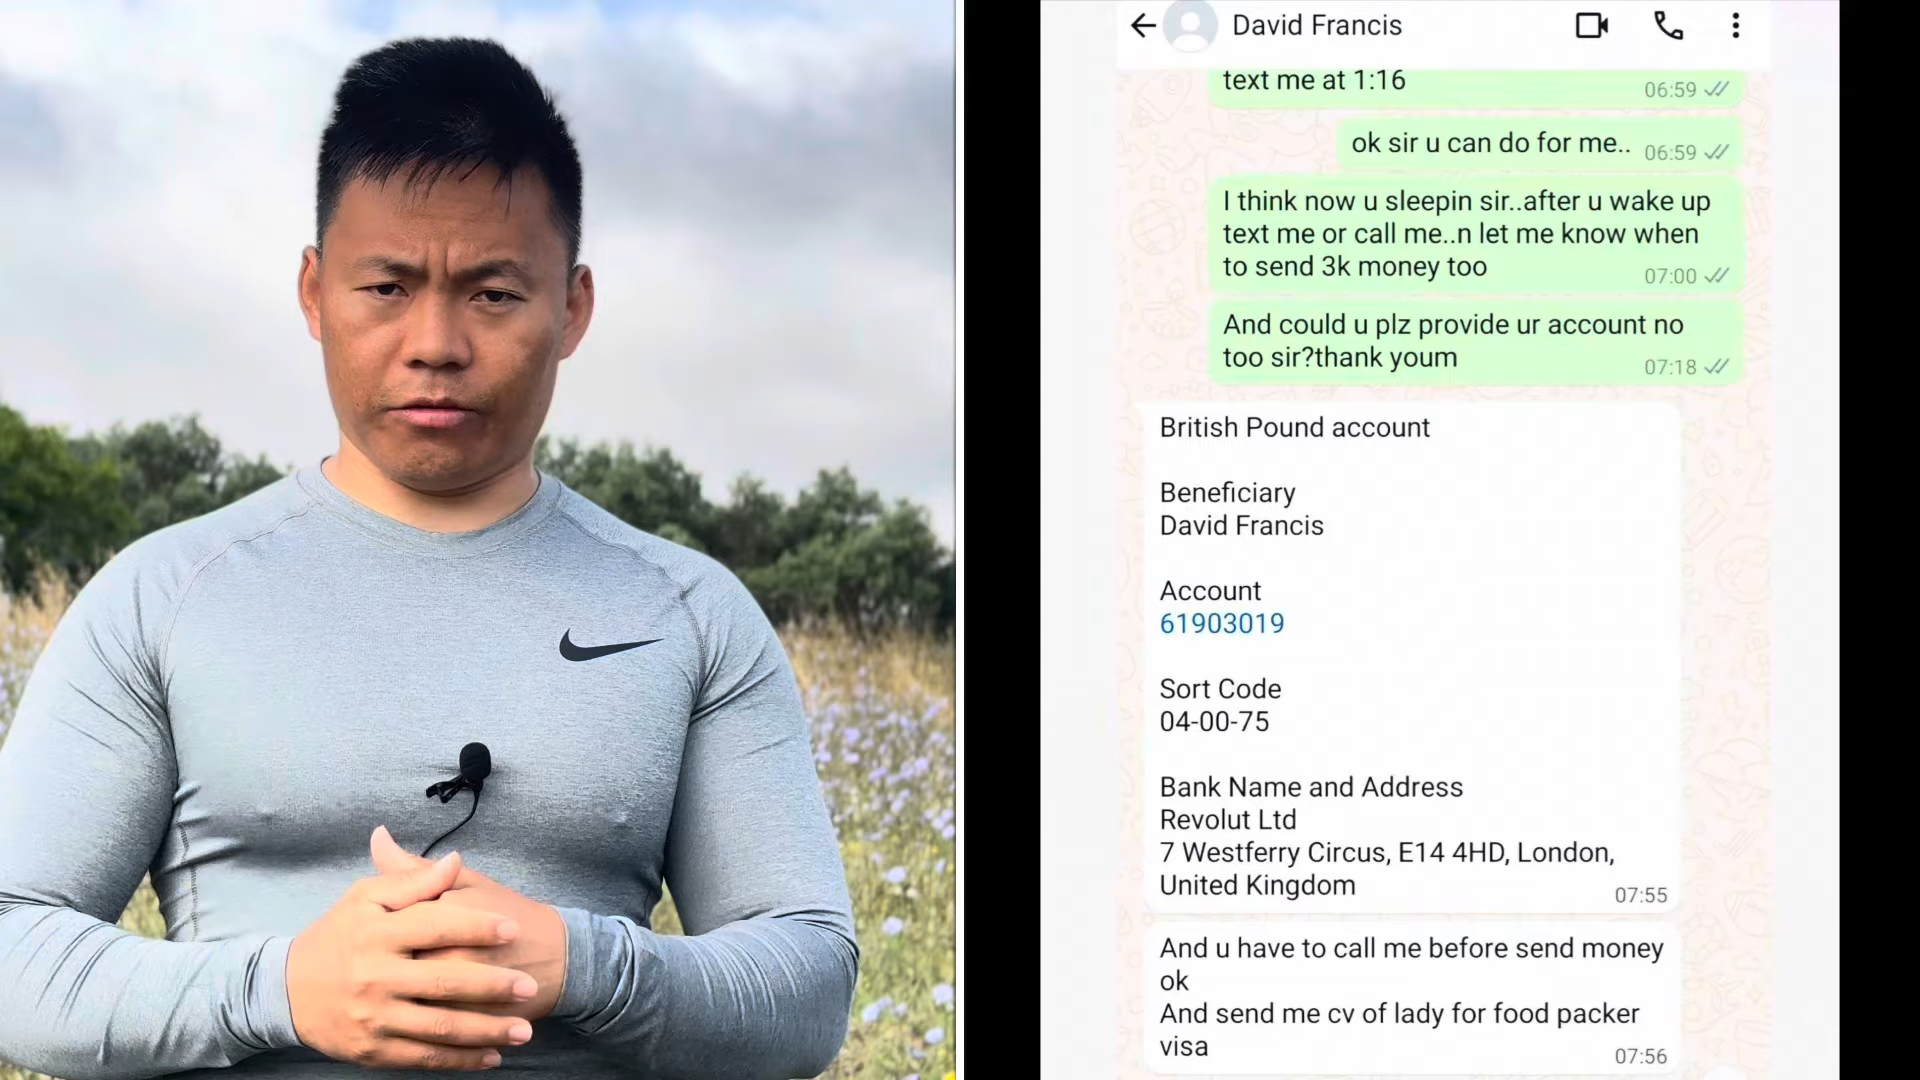 David Francis
text me at 1:16
06:59
ok sir u can do for me..
06:59
I think now u sleepin sir..after u wake up
text me or call me..n let me know when
to send 3k money too
07:00
And could u plz provide ur account no
too sir?thank youm
07:18
British Pound account
Beneficiary
David Francis
Account
61903019
Sort Code
04-00-75
Bank Name and Address
Revolut Ltd
7 Westferry Circus, E14 4HD, London,
United Kingdom
07:55
And u have to call me before send money
ok
And send me cv of lady for food packer
visa
07:56